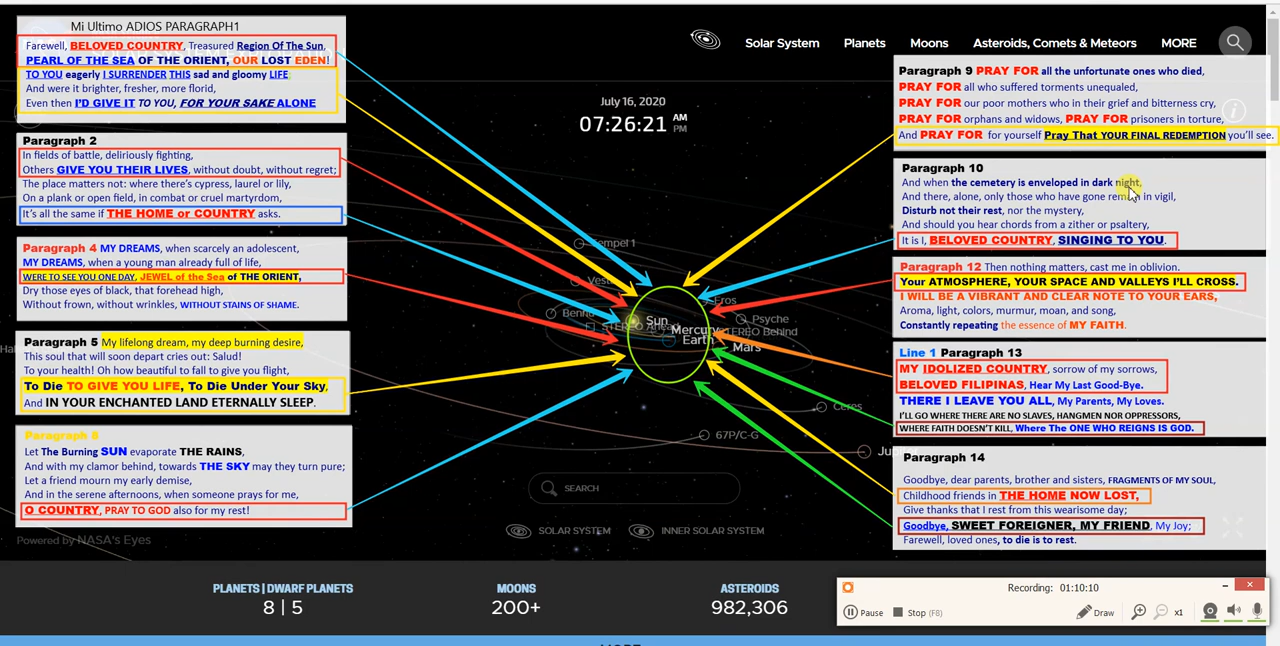 Mi Ultimo ADIOS PARAGRAPH1
Farewell, BELOVED COUNTRY, Treasured Region Of The Sun,
PEARL OF THE SEA OF THE ORIENT, OUR LOST EDEN!
TO YOU eagerly I SURRENDER THIS sad and gloomy LIFE
And were it brighter, fresher, more florid,
Even then I'D GIVE IT TO YOU, FOR YOUR SAKE ALONE
Paragraph 2
In fields of battle, deliriously fighting,
Others GIVE YOU THEIR LIVES, without doubt, without regret;
The place matters not: where there's cypress, laurel or lily,
On a plank or open field, in combat or cruel martyrdom,
It's all the same if THE HOME or COUNTRY asks.
Paragraph 4 MY DREAMS, when scarcely an adolescent,
MY DREAMS, when a young man already full of life,
WERE TO SEE YOU ONE DAY, JEWEL of the Sea of THE ORIENT,
Dry those eyes of black, that forehead high,
Without frown, without wrinkles, WITHOUT STAINS OF SHAME.
Paragraph 5 My lifelong dream, my deep burning desire,
This soul that will soon depart cries out: Salud!
To your health! Oh how beautiful to fall to give you flight,
To Die TO GIVE YOU LIFE, To Die Under Your Sky,
And IN YOUR ENCHANTED LAND ETERNALLY SLEEP.
Paragraph 6
Let The Burning SUN evaporate THE RAINS,
And with my clamor behind, towards THE SKY may they turn pure;
Let a friend mourn my early demise,
And in the serene afternoons, when someone prays for me,
O COUNTRY, PRAY TO GOD also for my rest!
Powered by NASA's Eyes
Solar System Planets Moons Asteroids, Comets & Meteors MORE
July 16, 2020
07:26:21 AM
PM
Tempel 1
Vesta
Bennu
Eros
Psyche
STEREO Ahead
STEREO Behind
Sun
Mercury
Earth
Mars
Ceres
67P/C-G
SEARCH
SOLAR SYSTEM INNER SOLAR SYSTEM
Paragraph 9 PRAY FOR all the unfortunate ones who died,
PRAY FOR all who suffered torments unequaled,
PRAY FOR our poor mothers who in their grief and bitterness cry,
PRAY FOR orphans and widows, PRAY FOR prisoners in torture,
And PRAY FOR for yourself Pray That YOUR FINAL REDEMPTION you'll see.
Paragraph 10
And when the cemetery is enveloped in dark night,
And there, alone, only those who have gone remain in vigil,
Disturb not their rest, nor the mystery,
And should you hear chords from a zither or psaltery,
It is I, BELOVED COUNTRY, SINGING TO YOU.
Paragraph 12 Then nothing matters, cast me in oblivion.
Your ATMOSPHERE, YOUR SPACE AND VALLEYS I'LL CROSS.
I WILL BE A VIBRANT AND CLEAR NOTE TO YOUR EARS,
Aroma, light, colors, murmur, moan, and song,
Constantly repeating the essence of MY FAITH.
Line 1 Paragraph 13
MY IDOLIZED COUNTRY, sorrow of my sorrows,
BELOVED FILIPINAS, Hear My Last Good-Bye.
THERE I LEAVE YOU ALL, My Parents, My Loves.
I'LL GO WHERE THERE ARE NO SLAVES, HANGMEN NOR OPPRESSORS,
WHERE FAITH DOESN'T KILL, Where The ONE WHO REIGNS IS GOD.
Paragraph 14
Goodbye, dear parents, brother and sisters, FRAGMENTS OF MY SOUL,
Childhood friends in THE HOME NOW LOST,
Give thanks that I rest from this wearisome day;
Goodbye, SWEET FOREIGNER, MY FRIEND, My Joy;
Farewell, loved ones, to die is to rest.
PLANETS | DWARF PLANETS
8 | 5
MOONS
200+
ASTEROIDS
982,306
Recording: 01:10:10
Pause Stop (F8) Draw x1